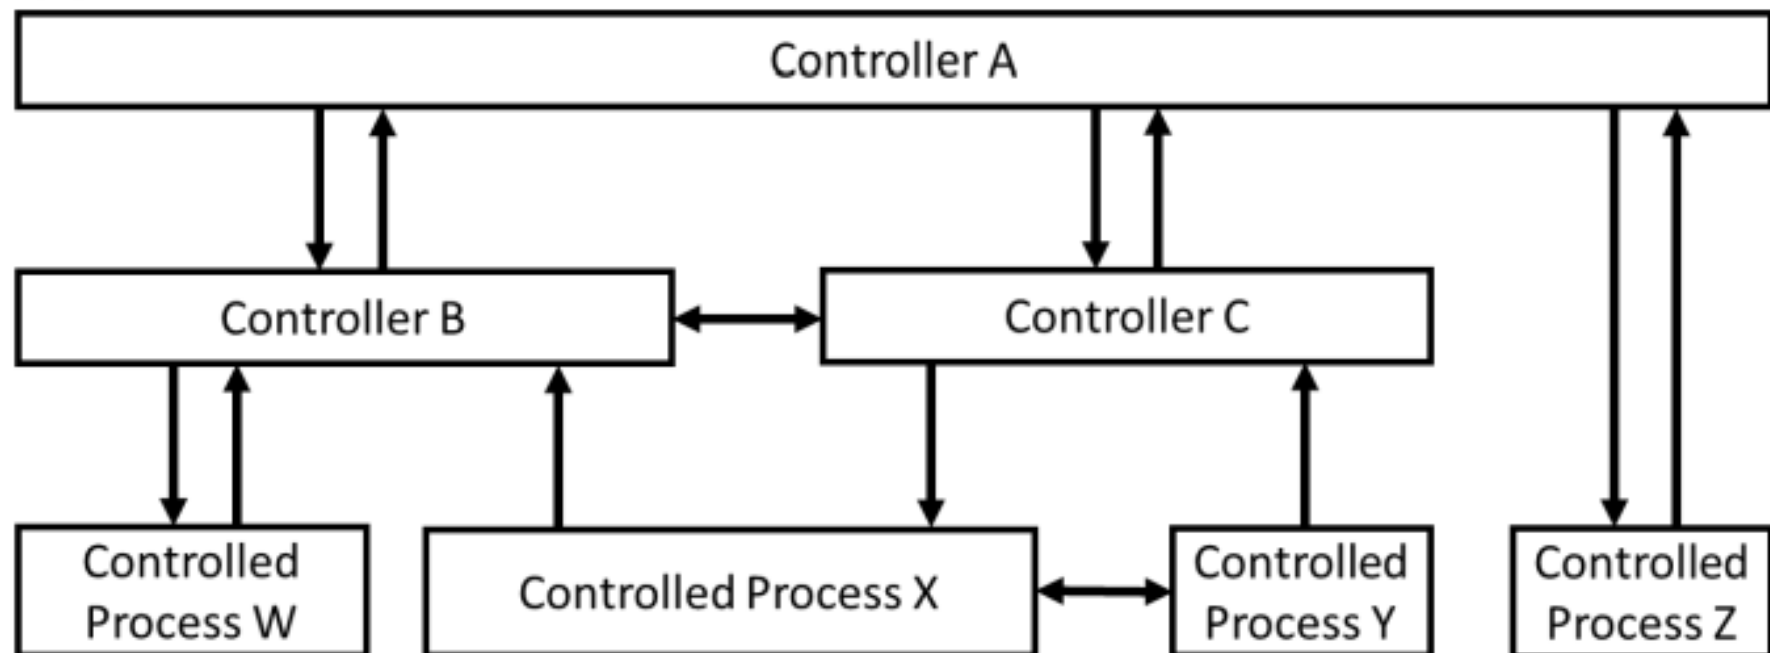 Controller A
Controller B
Controller C
Controlled
Process W
Controlled Process X
Controlled
Process Y
Controlled
Process Z